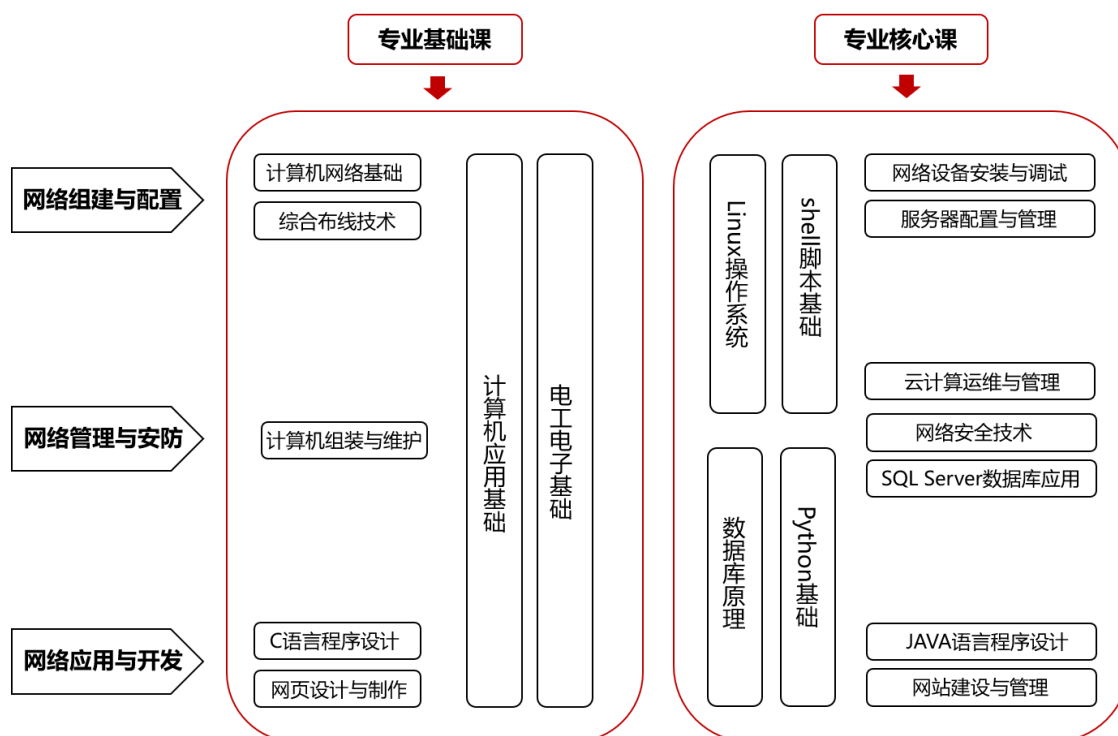 专业基础课
专业核心课
网络组建与配置
计算机网络基础
综合布线技术
网络管理与安防
计算机组装与维护
网络应用与开发
C语言程序设计
网页设计与制作
计算机应用基础
电工电子基础
Linux操作系统
shell脚本基础
数据库原理
Python基础
网络设备安装与调试
服务器配置与管理
云计算运维与管理
网络安全技术
SQL Server数据库应用
JAVA语言程序设计
网站建设与管理